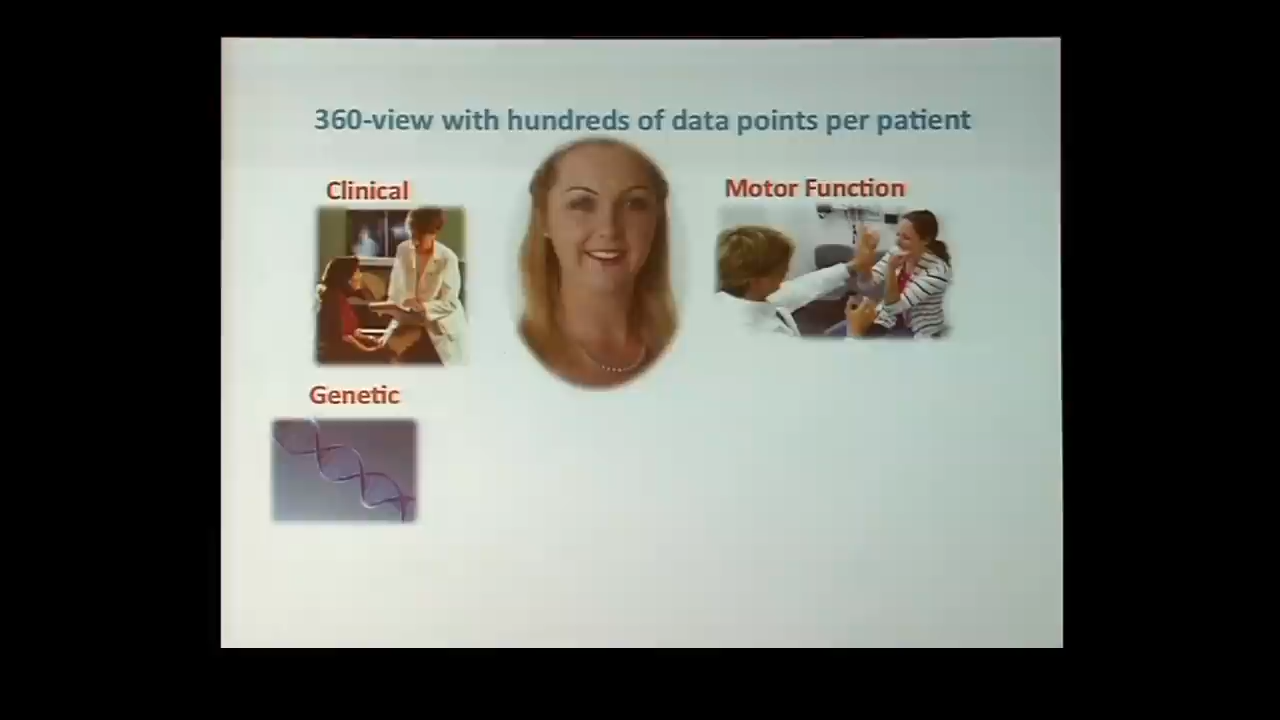 360-view with hundreds of data points per patient
Clinical
Motor Function
Genetic